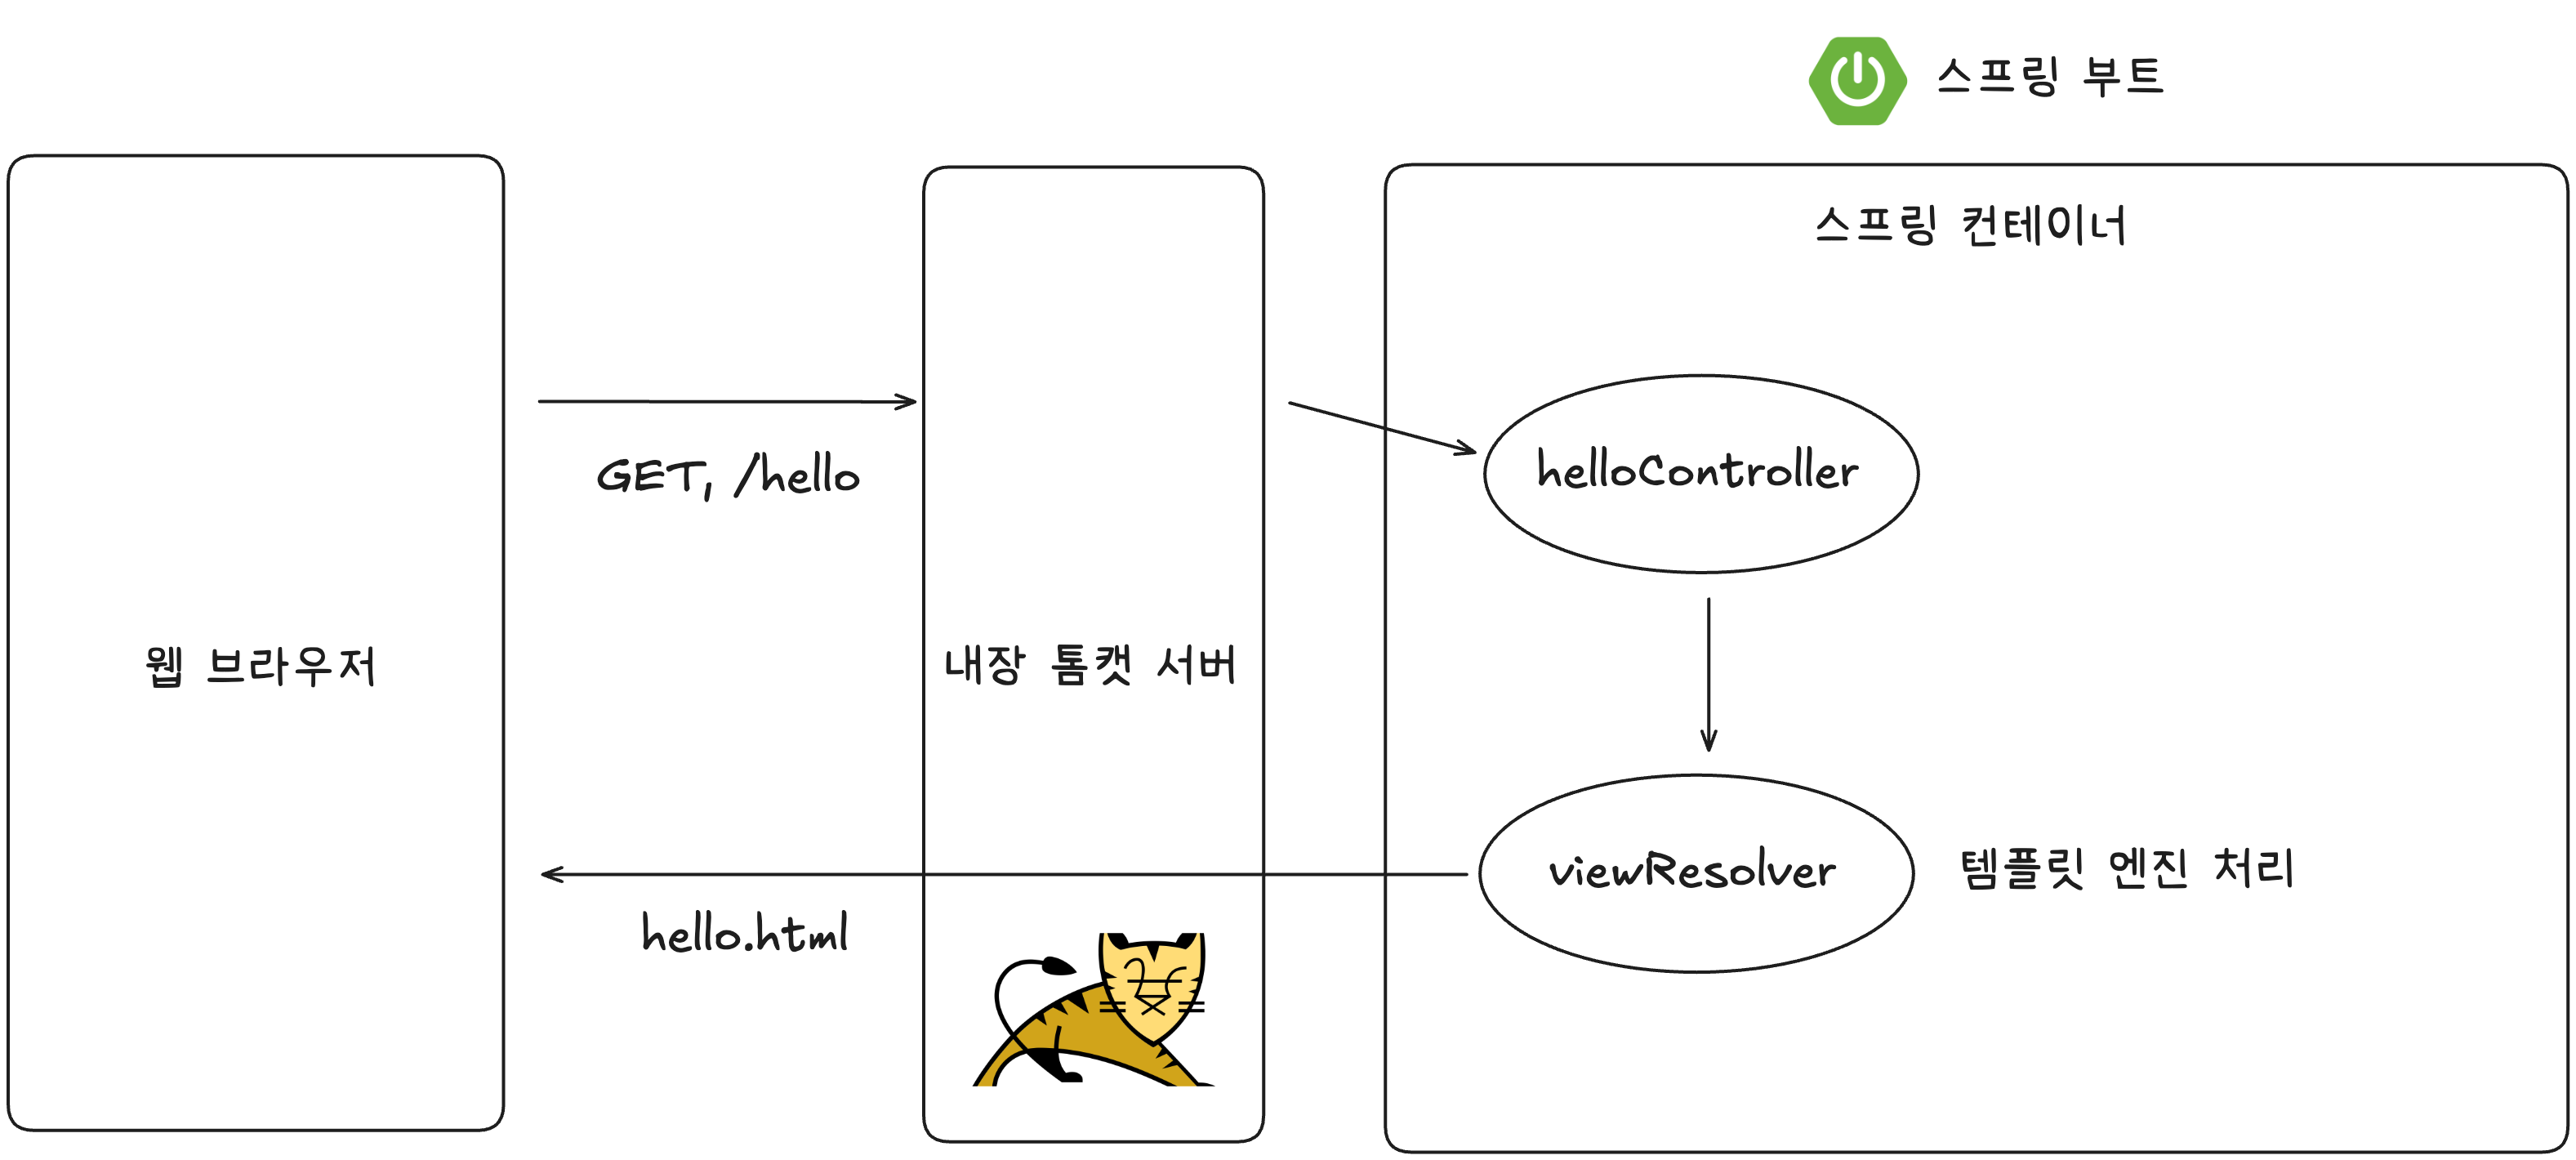 스프링 부트
스프링 컨테이너
GET, /hello
helloController
웹 브라우저
내장 톰캣 서버
viewResolver
템플릿 엔진 처리
hello.html